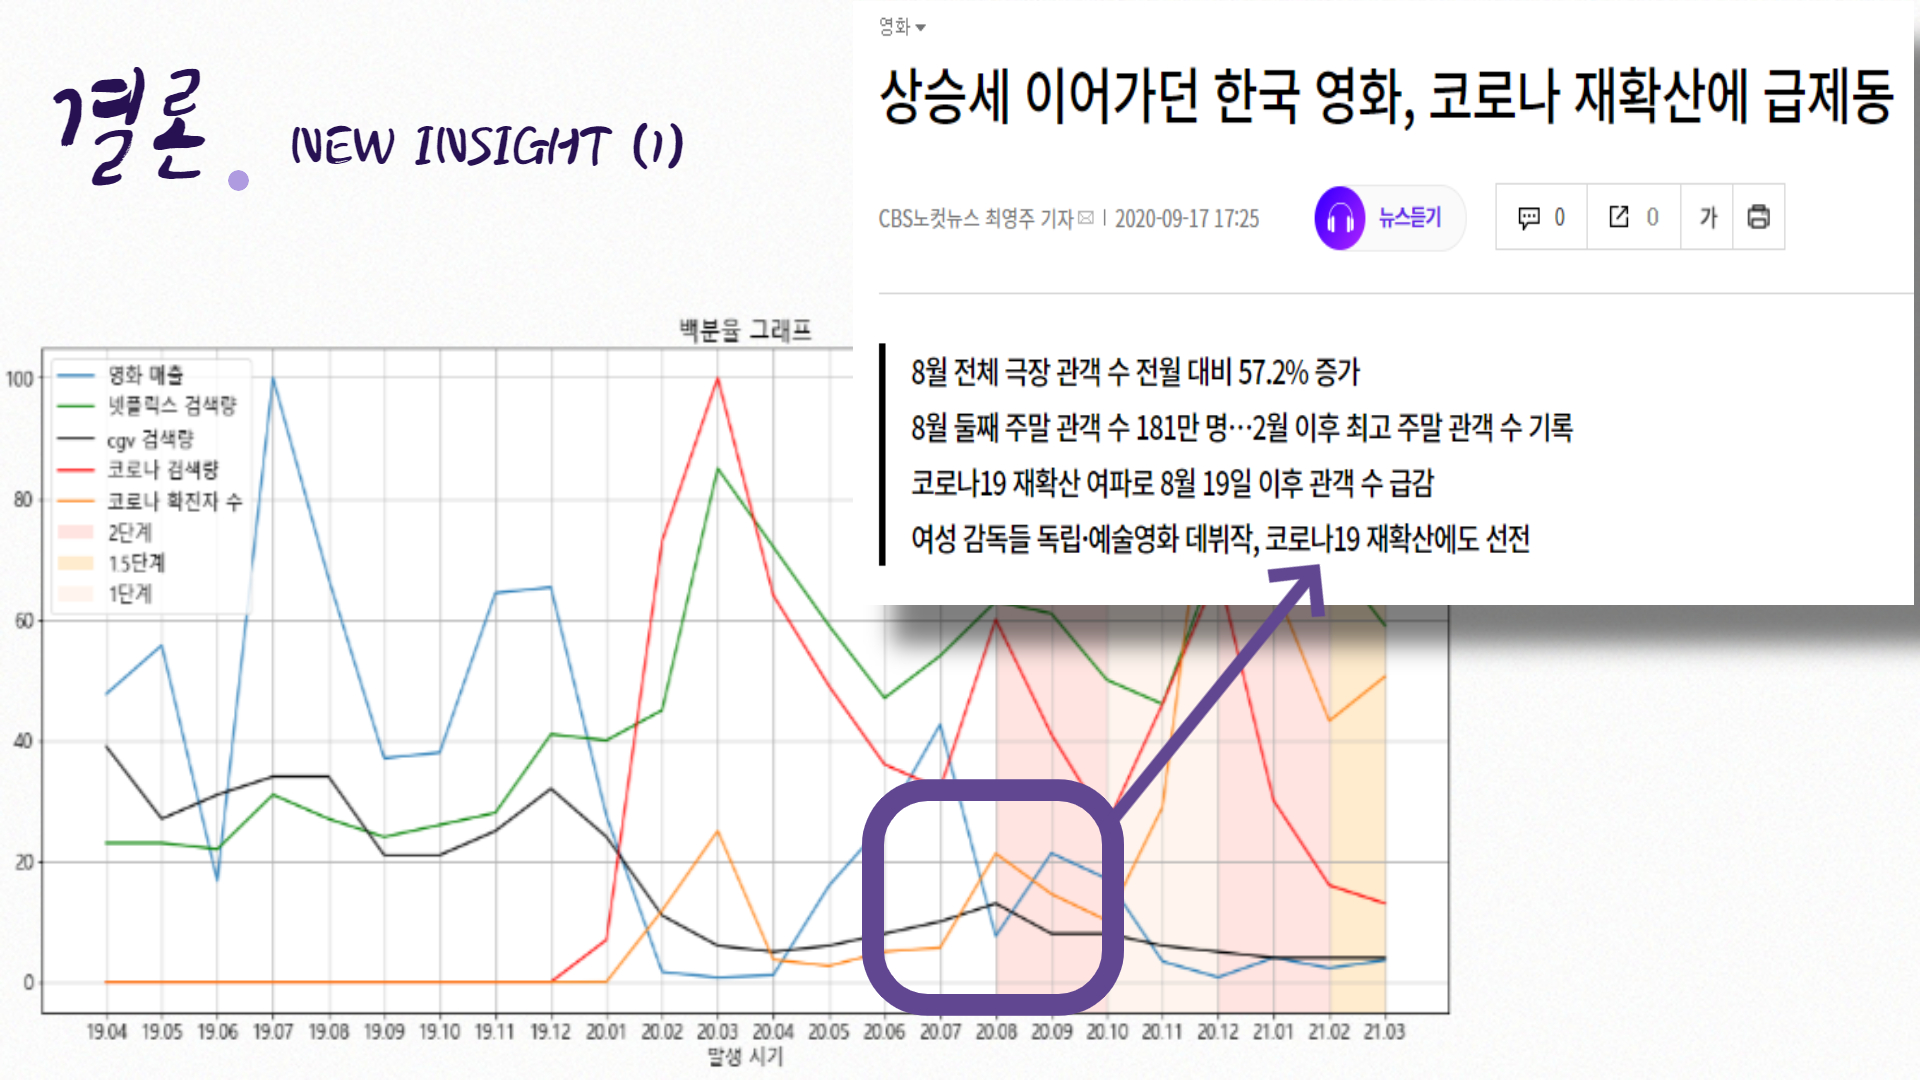 결론.
NEW INSIGHT (1)
영화
상승세 이어가던 한국 영화, 코로나 재확산에 급제동
CBS노컷뉴스 최영주 기자 | 2020-09-17 17:25
뉴스듣기
0
0
가
8월 전체 극장 관객 수 전월 대비 57.2% 증가
8월 둘째 주말 관객 수 181만 명…2월 이후 최고 주말 관객 수 기록
코로나19 재확산 여파로 8월 19일 이후 관객 수 급감
여성 감독들 독립·예술영화 데뷔작, 코로나19 재확산에도 선전
백분율 그래프
영화 매출
넷플릭스 검색량
cgv 검색량
코로나 검색량
코로나 확진자 수
2단계
1.5단계
1단계
100
80
60
40
20
0
19.04 19.05 19.06 19.07 19.08 19.09 19.10 19.11 19.12 20.01 20.02 20.03 20.04 20.05 20.06 20.07 20.08 20.09 20.10 20.11 20.12 21.01 21.02 21.03
발생 시기